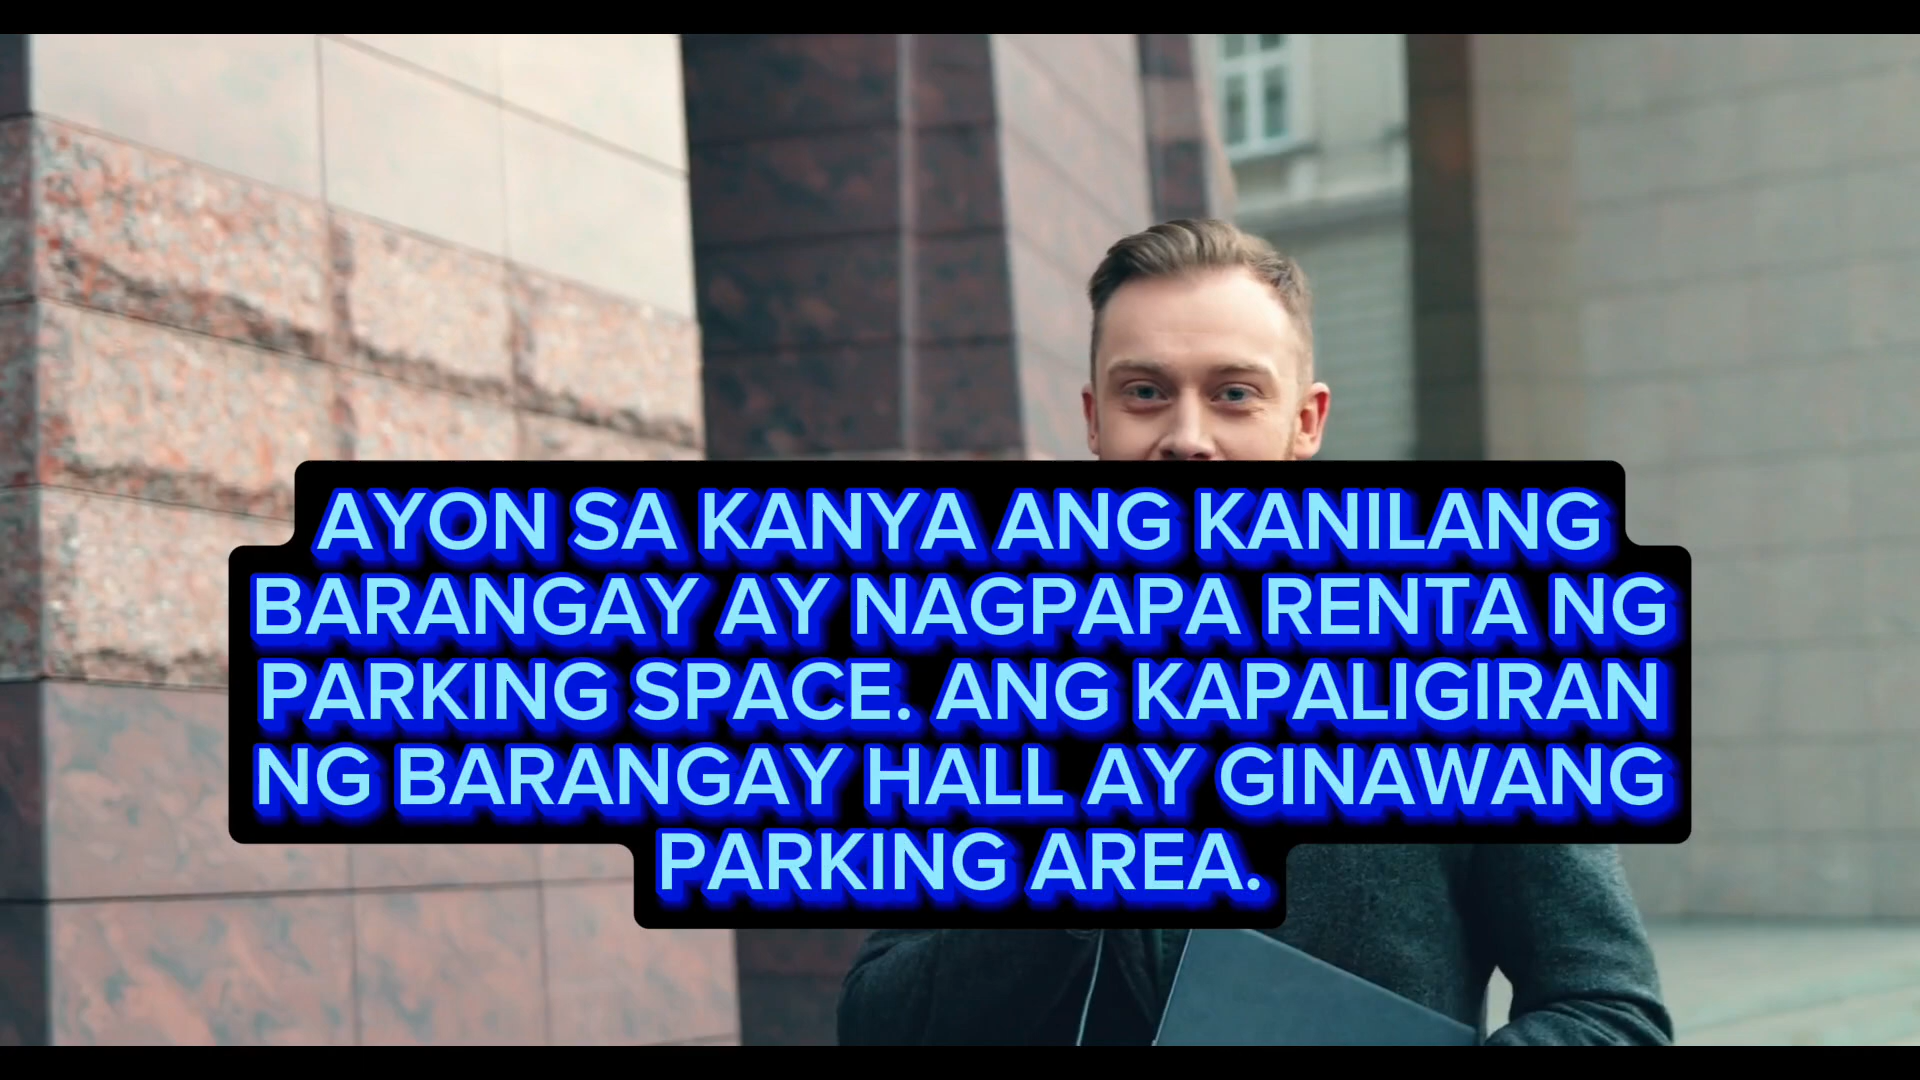 AYON SA KANYA ANG KANILANG
BARANGAY AY NAGPAPA RENTA NG
PARKING SPACE. ANG KAPALIGIRAN
NG BARANGAY HALL AY GINAWANG
PARKING AREA.